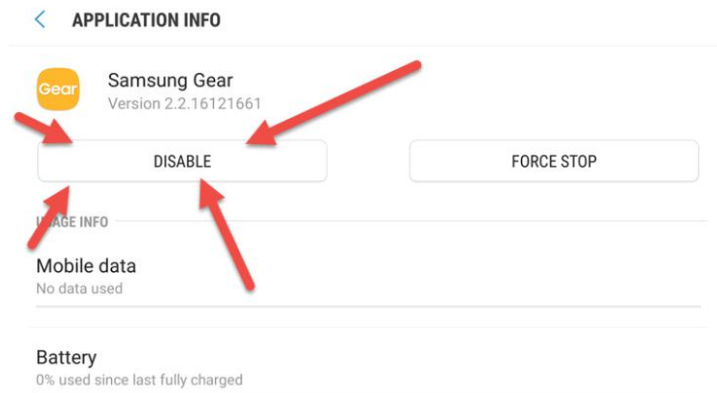 APPLICATION INFO
Gear
Samsung Gear
Version 2.2.16121661
DISABLE
FORCE STOP
USAGE INFO
Mobile data
No data used
Battery
0% used since last fully charged